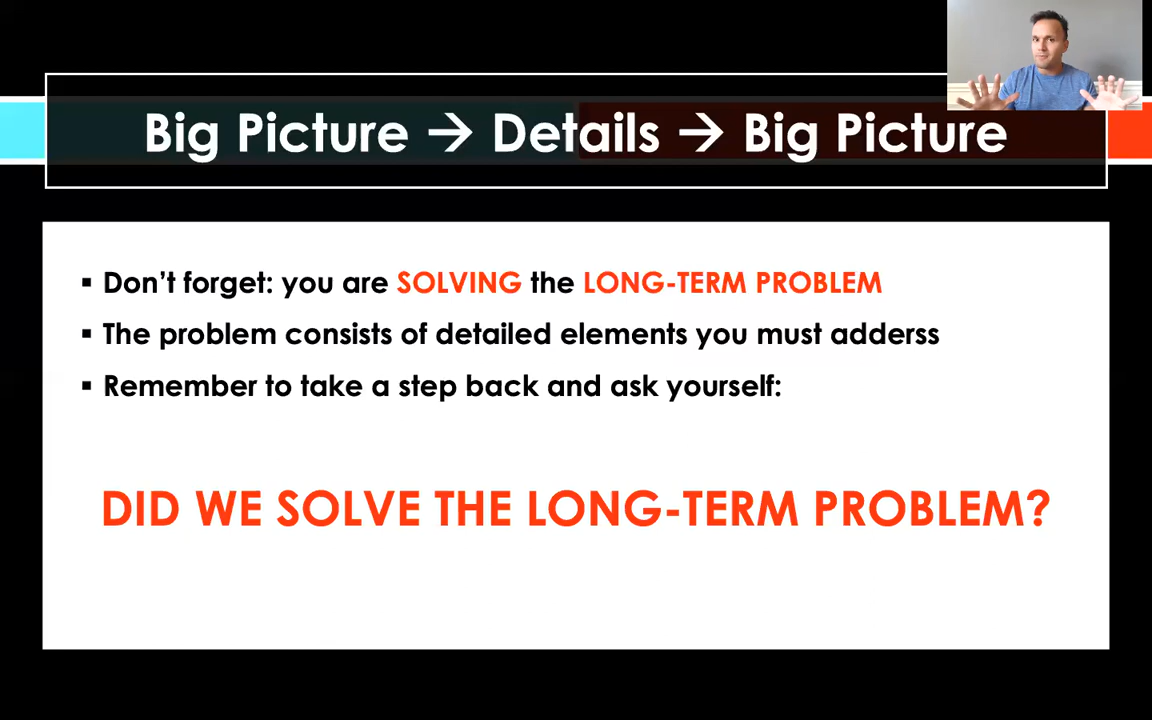 Big Picture → Details → Big Picture
▪ Don't forget: you are SOLVING the LONG-TERM PROBLEM
▪ The problem consists of detailed elements you must adderss
▪ Remember to take a step back and ask yourself:
DID WE SOLVE THE LONG-TERM PROBLEM?